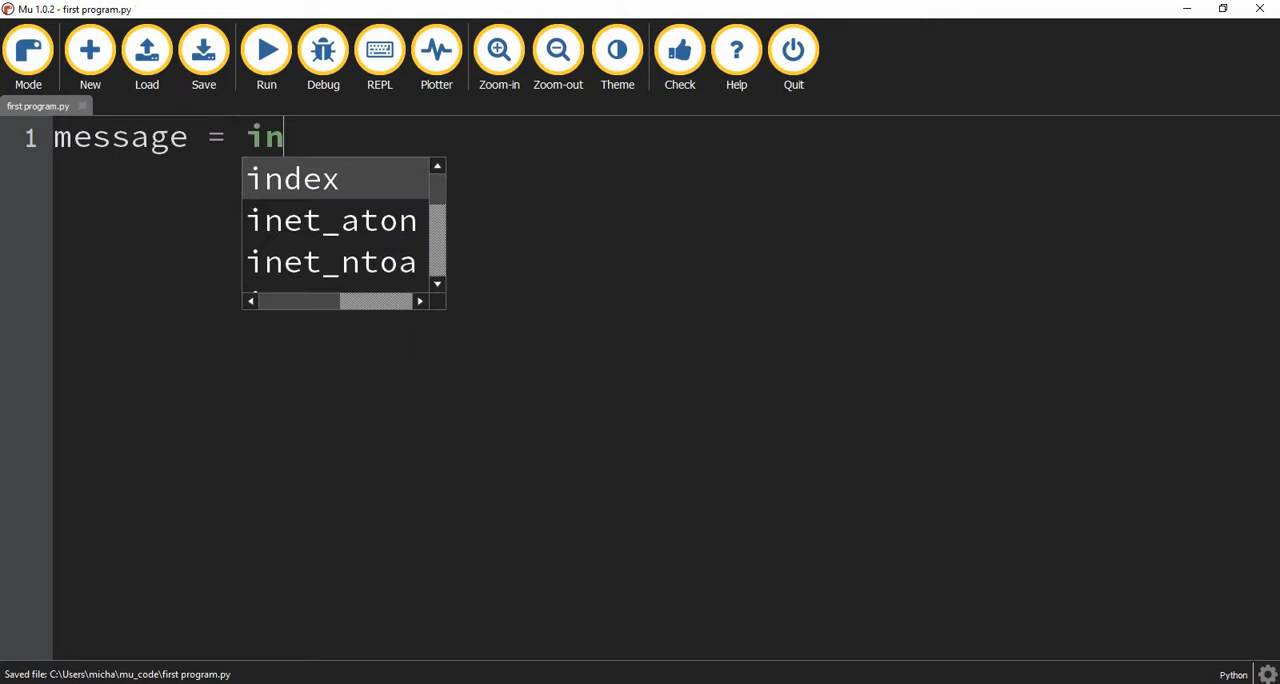 Mu 1.0.2 - first program.py
Mode New Load Save Run Debug REPL Plotter Zoom-in Zoom-out Theme Check Help Quit
first program.py
1 message = in
index
inet_aton
inet_ntoa
Saved file: C:\Users\micha\mu_code\first program.py Python